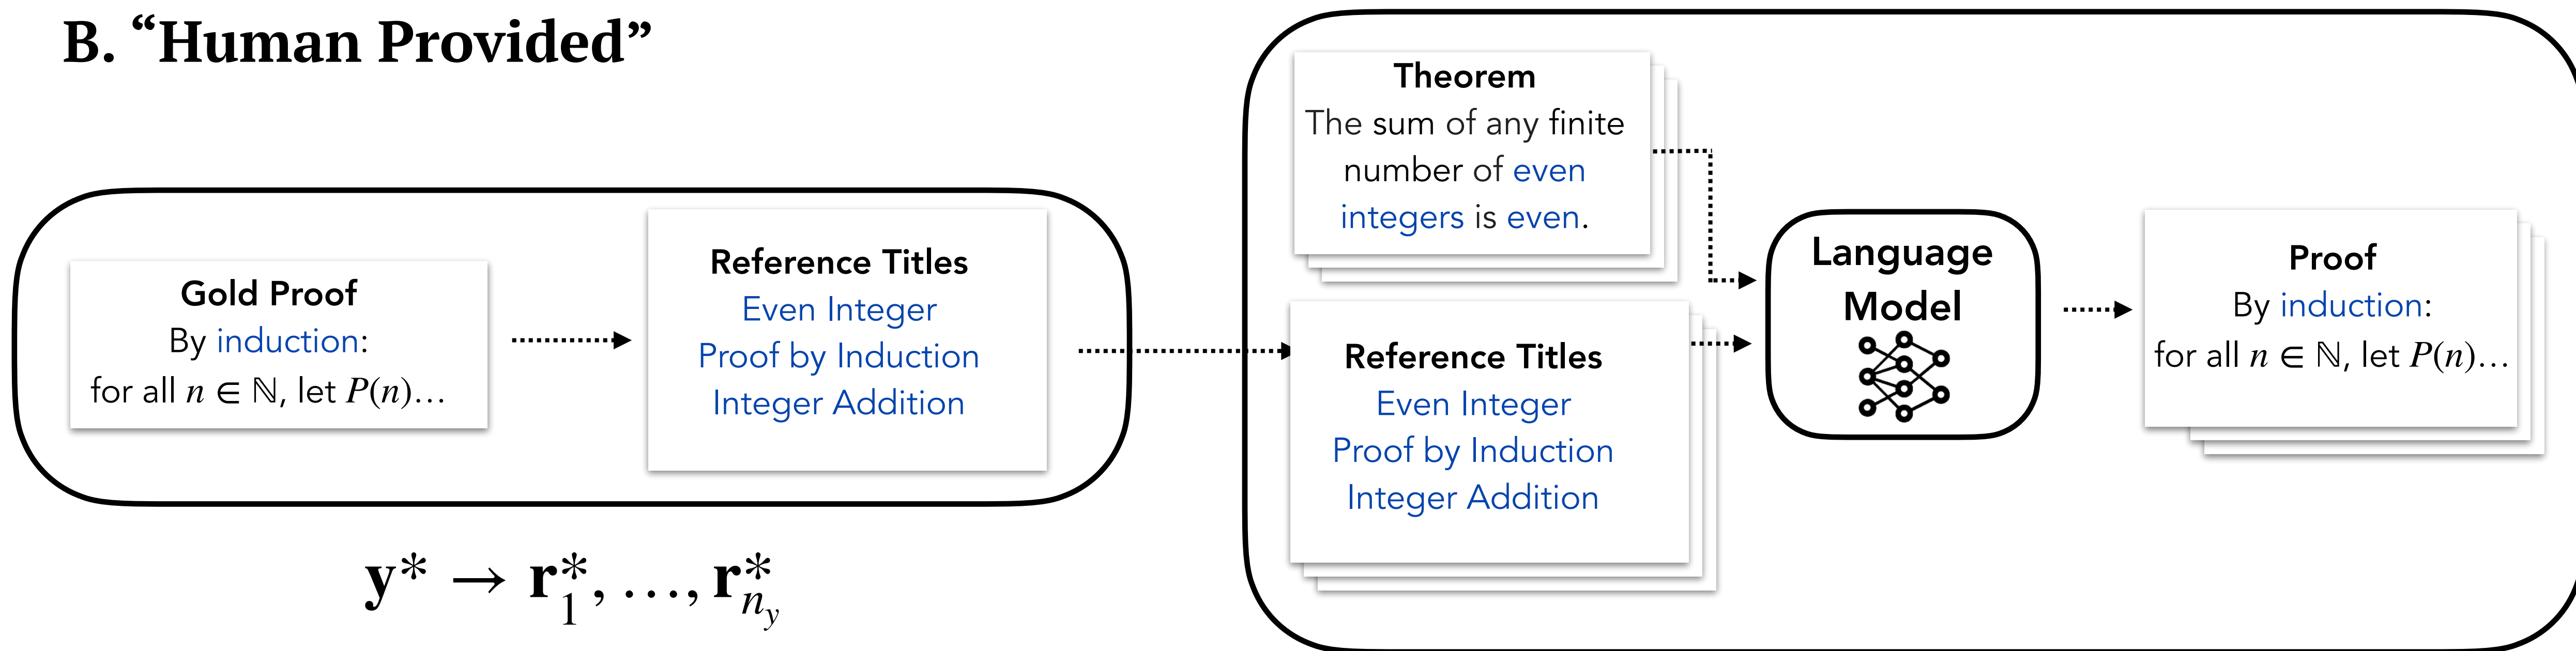 B. “Human Provided”
Gold Proof
By induction:
for all n ∈ ℕ, let P(n)…
Reference Titles
Even Integer
Proof by Induction
Integer Addition
y* → r*₁, …, r*ₙᵧ
Theorem
The sum of any finite
number of even
integers is even.
Reference Titles
Even Integer
Proof by Induction
Integer Addition
Language
Model
Proof
By induction:
for all n ∈ ℕ, let P(n)…